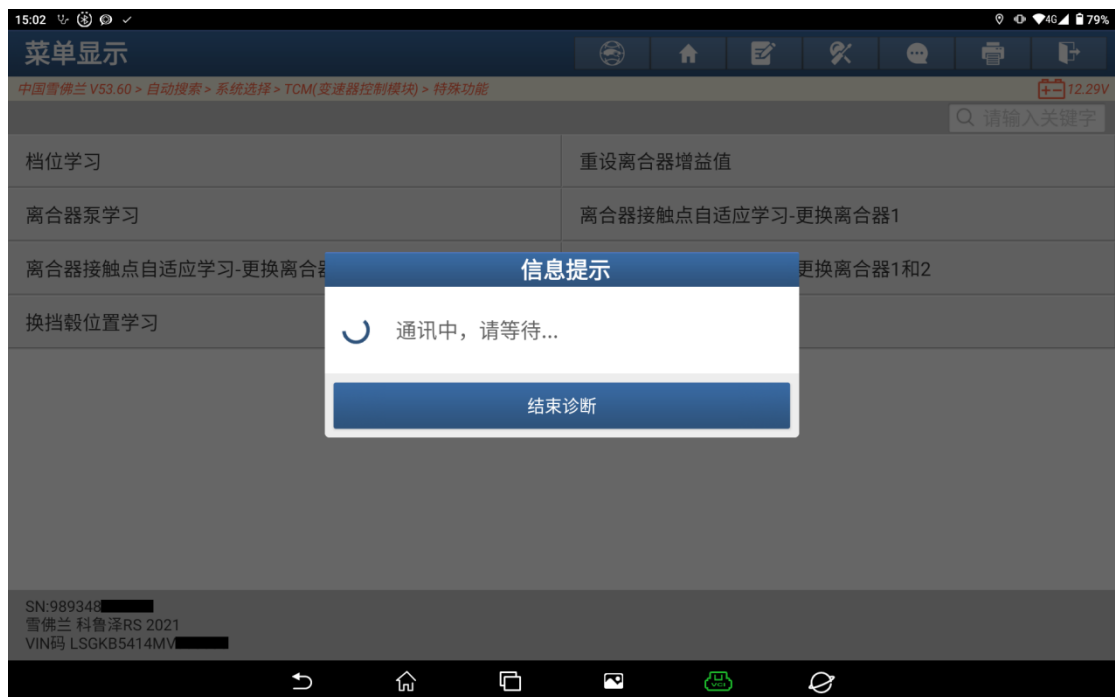 15:02
4G 79%
菜单显示
中国雪佛兰 V53.60 > 自动搜索 > 系统选择 > TCM(变速器控制模块) > 特殊功能
12.29V
请输入关键字
档位学习
重设离合器增益值
离合器泵学习
离合器接触点自适应学习-更换离合器1
离合器接触点自适应学习-更换离合器
更换离合器1和2
换挡毂位置学习
信息提示
通讯中，请等待...
结束诊断
SN:989348
雪佛兰 科鲁泽RS 2021
VIN码 LSGKB5414MV
VCI